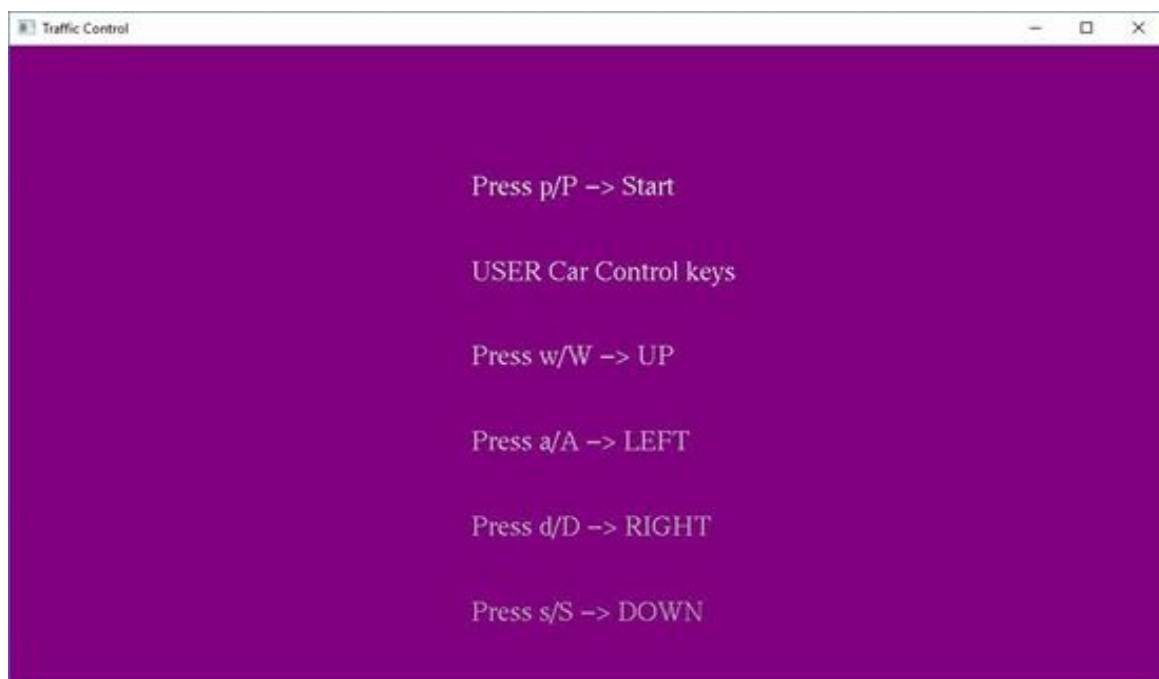 Traffic Control
Press p/P --> Start
USER Car Control keys
Press w/W --> UP
Press a/A --> LEFT
Press d/D --> RIGHT
Press s/S --> DOWN